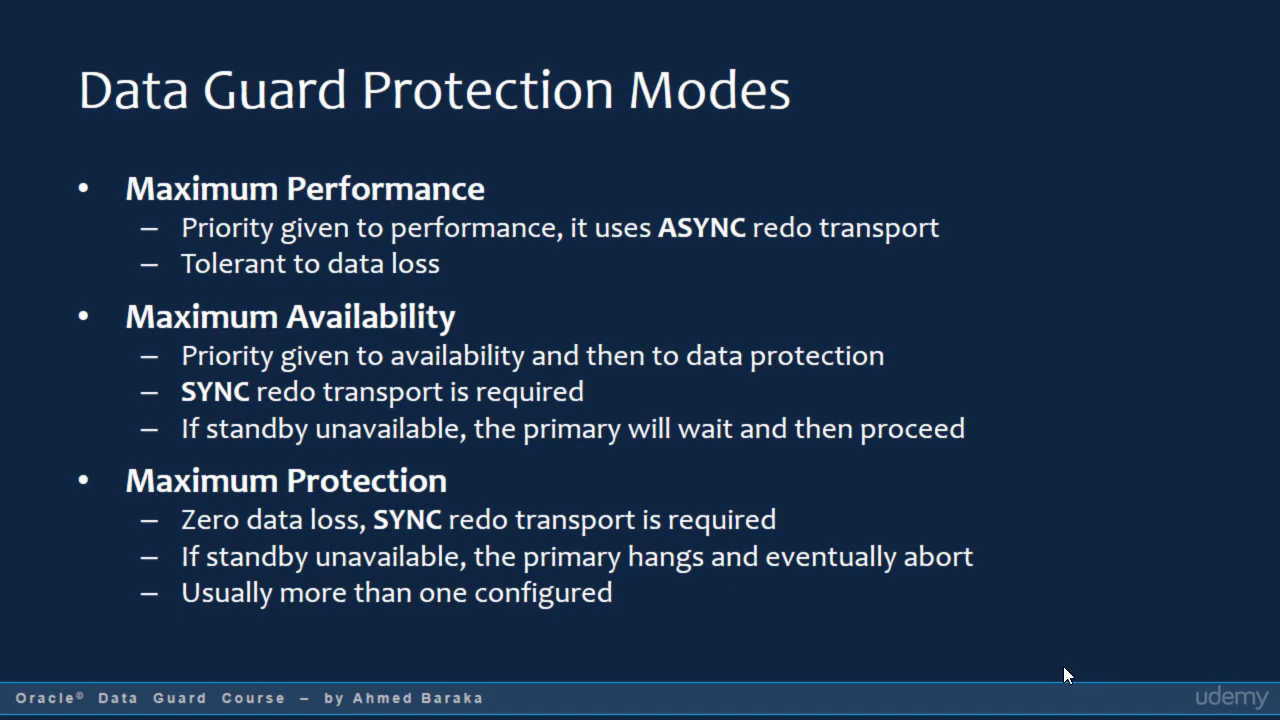 Data Guard Protection Modes
• Maximum Performance
– Priority given to performance, it uses ASYNC redo transport
– Tolerant to data loss
• Maximum Availability
– Priority given to availability and then to data protection
– SYNC redo transport is required
– If standby unavailable, the primary will wait and then proceed
• Maximum Protection
– Zero data loss, SYNC redo transport is required
– If standby unavailable, the primary hangs and eventually abort
– Usually more than one configured
Oracle© Data Guard Course – by Ahmed Baraka
udemy